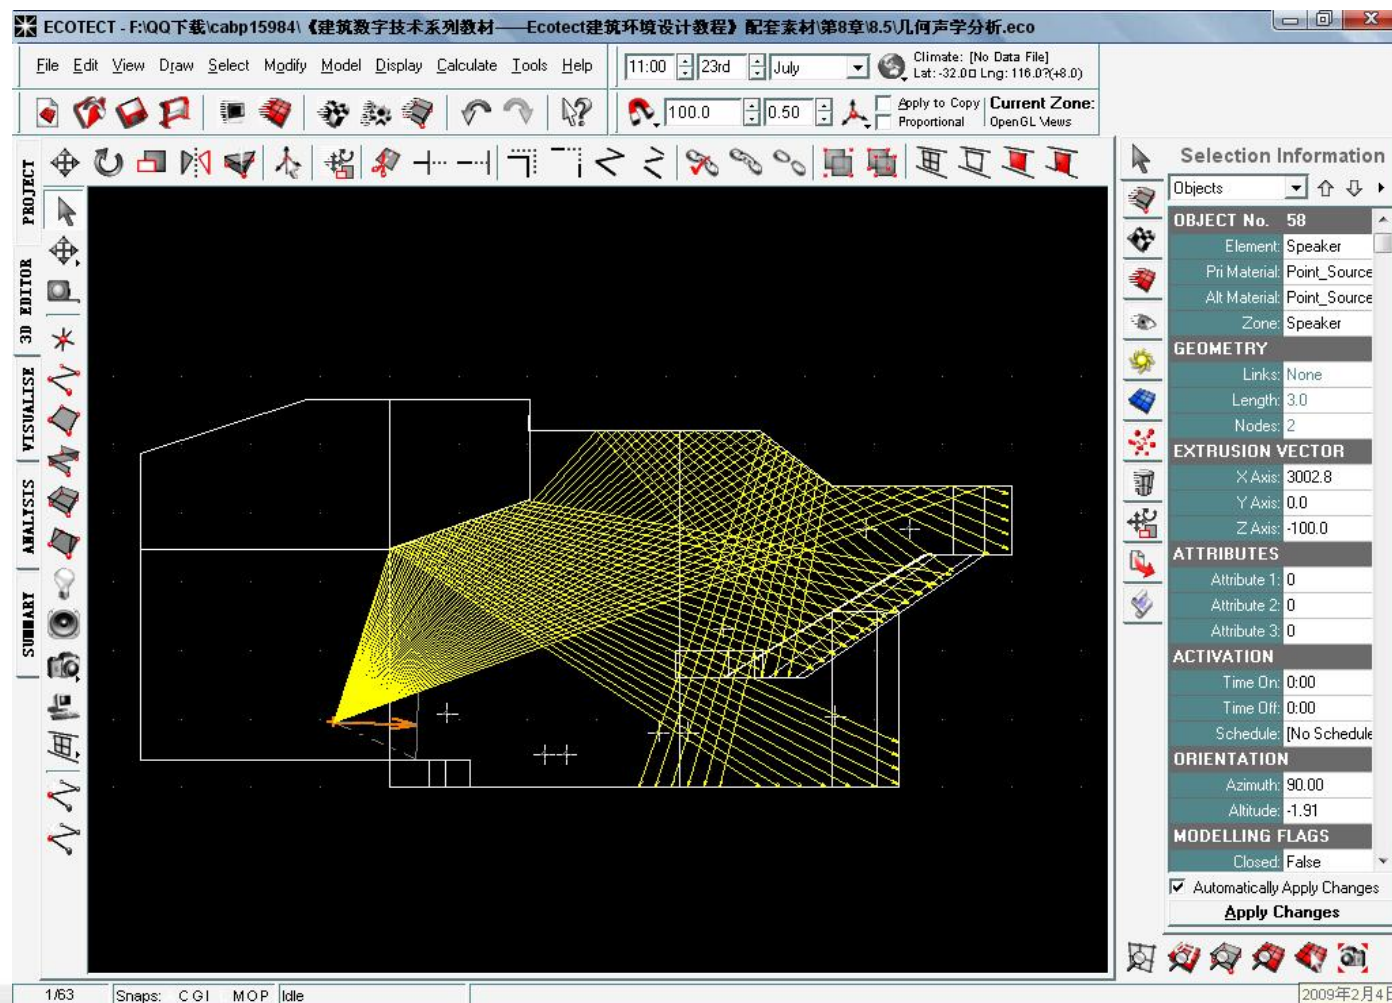 ECOTECT - F:\QQ下载\cabp15984\《建筑数字技术系列教材——Ecotect建筑环境设计教程》配套素材\第8章\8.5\几何声学分析.eco
File Edit View Draw Select Modify Model Display Calculate Tools Help
11:00 23rd July
Climate: [No Data File]
Lat: -32.0□ Lng: 116.0?(+8.0)
100.0 0.50
Apply to Copy
Proportional
Current Zone:
OpenGL Views
PROJECT
3D EDITOR
VISUALISE
ANALYSIS
SUMMARY
Selection Information
Objects
OBJECT No. 58
Element: Speaker
Pri Material: Point_Source
Alt Material: Point_Source
Zone: Speaker
GEOMETRY
Links: None
Length: 3.0
Nodes: 2
EXTRUSION VECTOR
X Axis: 3002.8
Y Axis: 0.0
Z Axis: -100.0
ATTRIBUTES
Attribute 1: 0
Attribute 2: 0
Attribute 3: 0
ACTIVATION
Time On: 0:00
Time Off: 0:00
Schedule: [No Schedule
ORIENTATION
Azimuth: 90.00
Altitude: -1.91
MODELLING FLAGS
Closed: False
Automatically Apply Changes
Apply Changes
1/63 Snaps: C G I M O P Idle
2009年2月4日